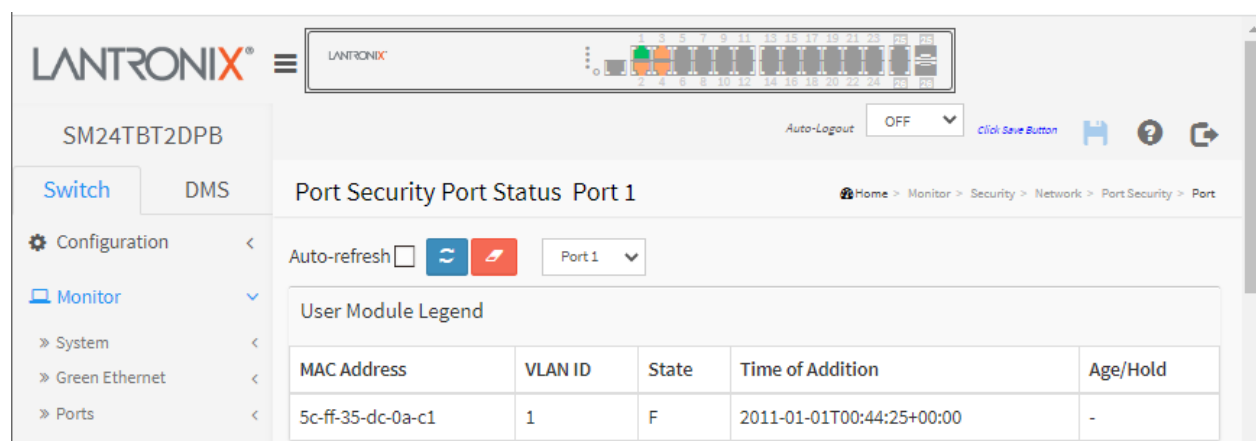 LANTRONIX®
LANTRONIX
1 3 5 7 9 11 13 15 17 19 21 23 25 26
2 4 6 8 10 12 14 16 18 20 22 24 25 26
SM24TBT2DPB
Auto-Logout OFF Click Save Button
Switch DMS
Port Security Port Status Port 1
Home > Monitor > Security > Network > Port Security > Port
Configuration
Auto-refresh Port 1
Monitor
User Module Legend
» System
» Green Ethernet
» Ports
MAC Address VLAN ID State Time of Addition Age/Hold
5c-ff-35-dc-0a-c1 1 F 2011-01-01T00:44:25+00:00 -